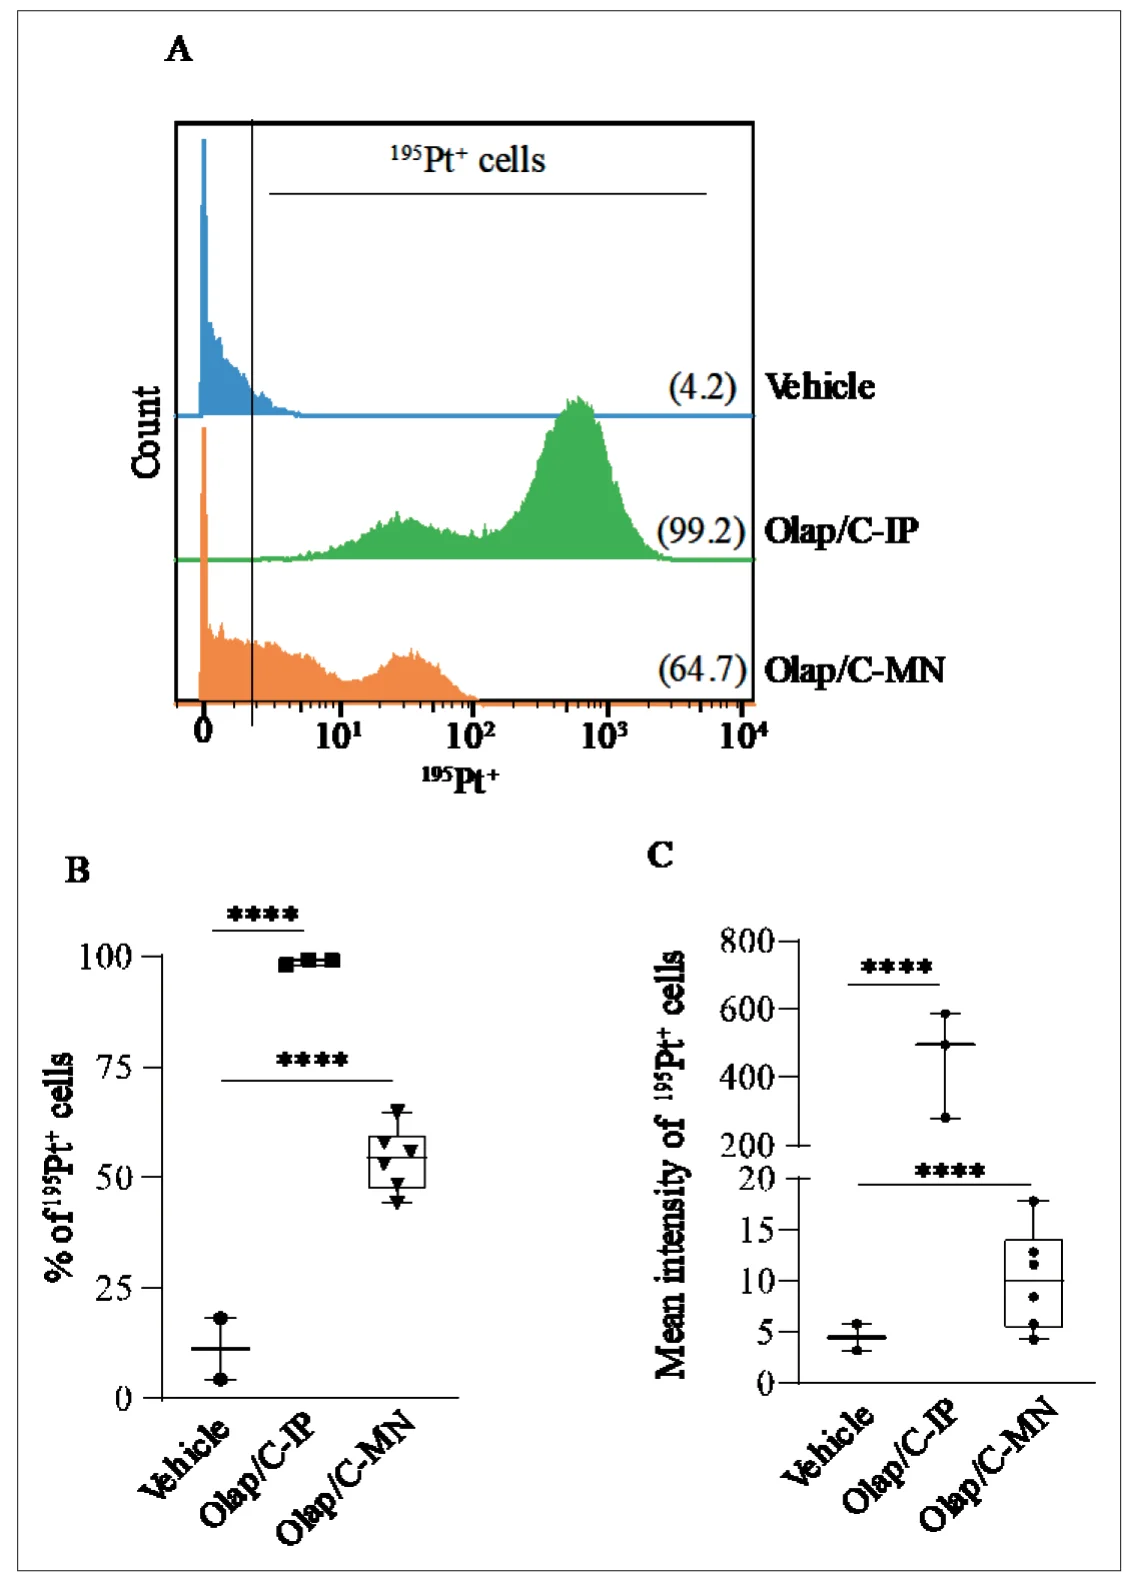 A
¹⁹⁵Pt⁺ cells
Count
(4.2) Vehicle
(99.2) Olap/C-IP
(64.7) Olap/C-MN
0 10¹ 10² 10³ 10⁴
¹⁹⁵Pt⁺
B
% of ¹⁹⁵Pt⁺ cells
100
75
50
25
0
****
****
Vehicle
Olap/C-IP
Olap/C-MN
C
Mean intensity of ¹⁹⁵Pt⁺ cells
800
600
400
200
20
15
10
5
0
****
****
Vehicle
Olap/C-IP
Olap/C-MN